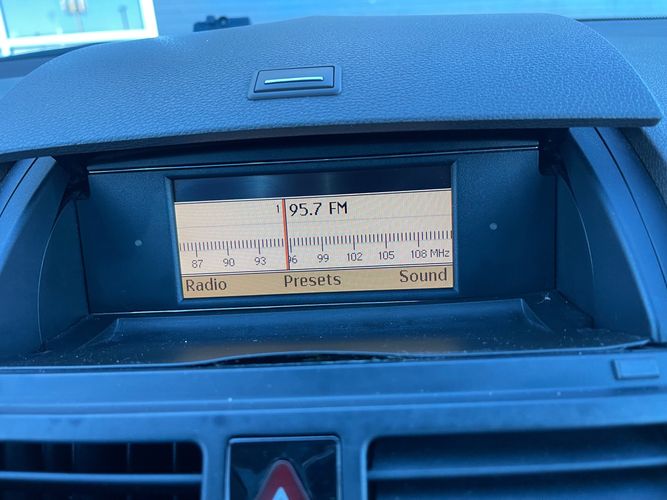 1 95.7 FM
87 90 93 96 99 102 105 108 MHz
Radio Presets Sound